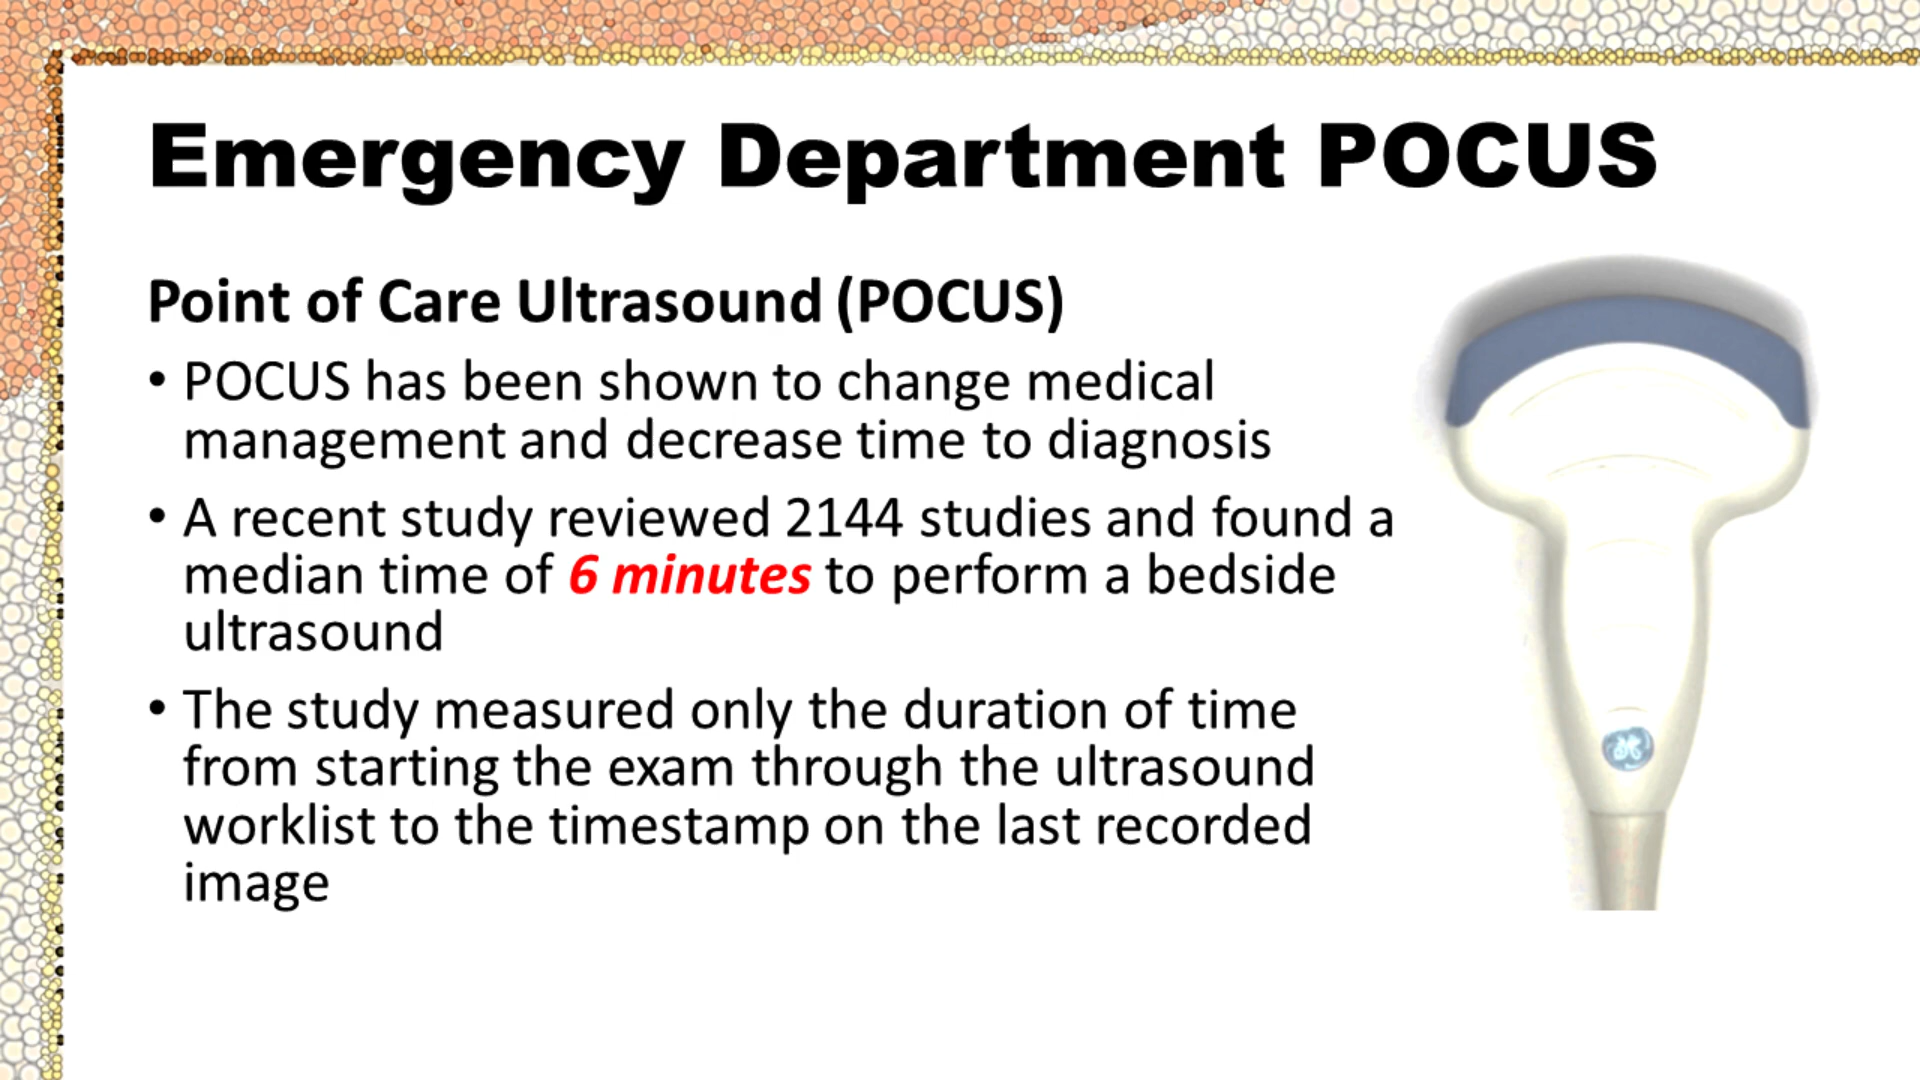 Emergency Department POCUS
Point of Care Ultrasound (POCUS)
• POCUS has been shown to change medical
management and decrease time to diagnosis
• A recent study reviewed 2144 studies and found a
median time of 6 minutes to perform a bedside
ultrasound
• The study measured only the duration of time
from starting the exam through the ultrasound
worklist to the timestamp on the last recorded
image